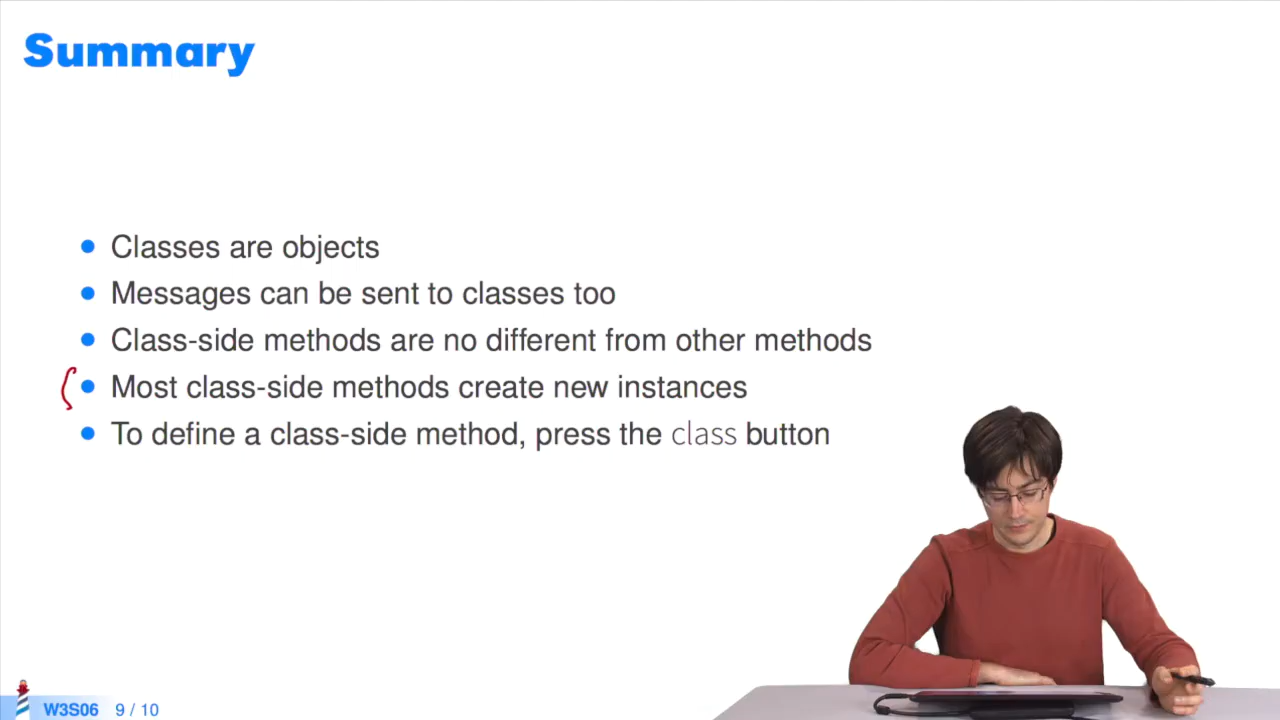 Summary
Classes are objects
Messages can be sent to classes too
Class-side methods are no different from other methods
Most class-side methods create new instances
To define a class-side method, press the class button
W3S06 9 / 10